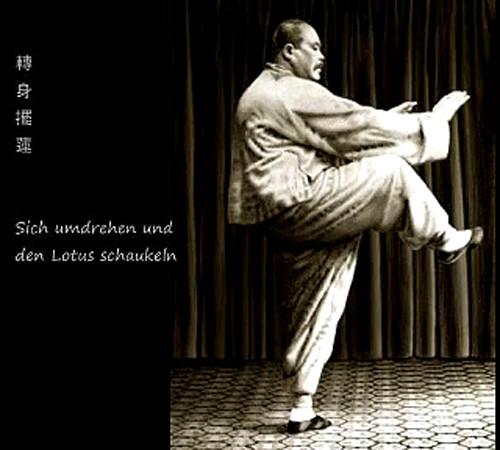 轉身擺蓮
Sich umdrehen und
den Lotus schaukeln